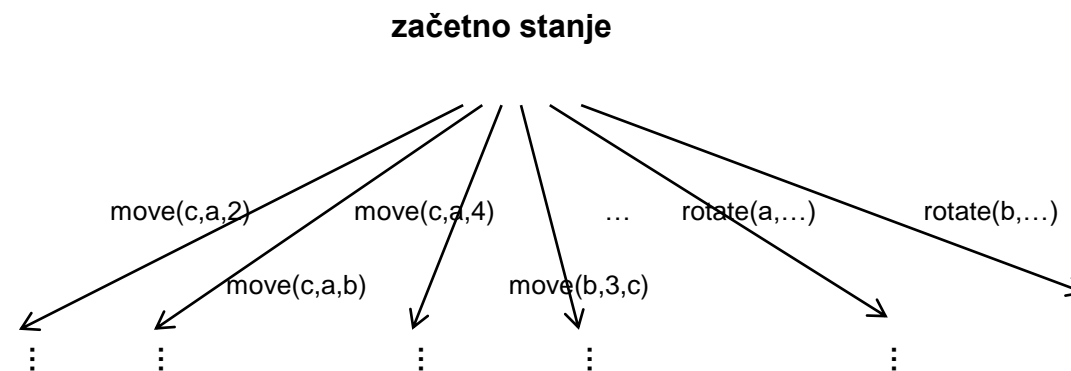 začetno stanje
move(c,a,2) move(c,a,4) … rotate(a,…) rotate(b,…)
move(c,a,b) move(b,3,c)
⋮ ⋮ ⋮ ⋮ ⋮